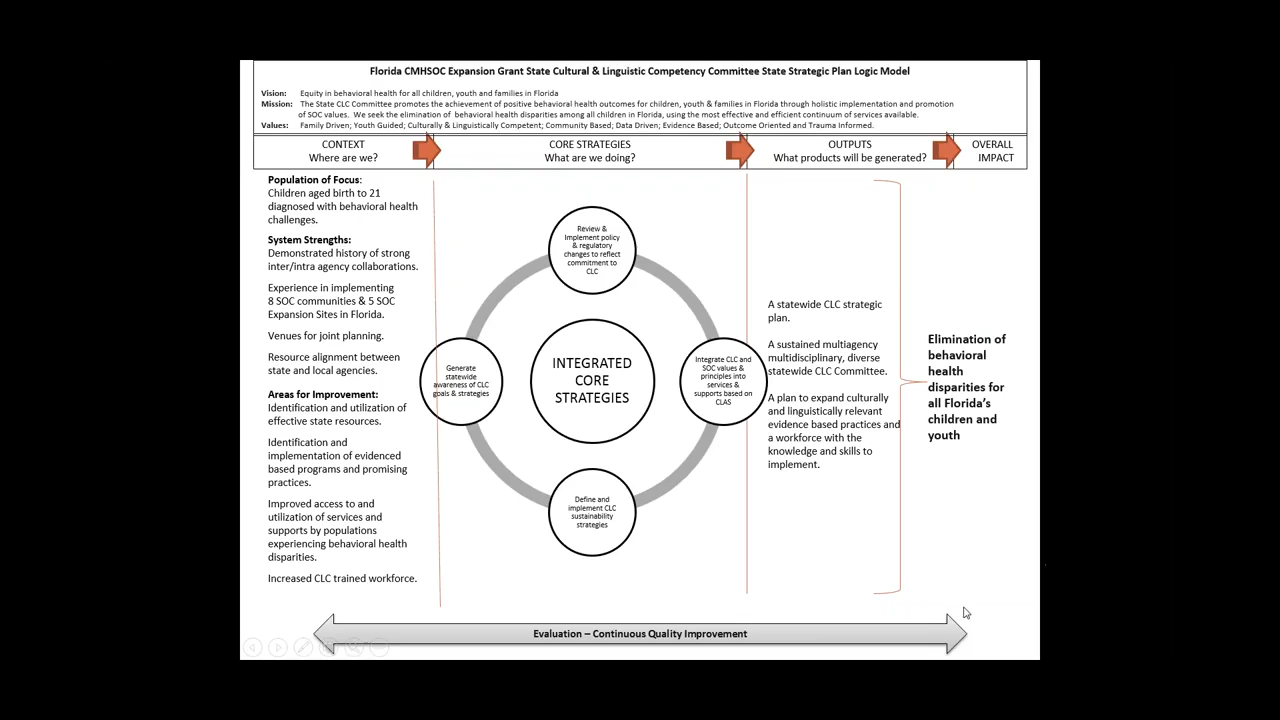 Florida CMHSOC Expansion Grant State Cultural & Linguistic Competency Committee State Strategic Plan Logic Model
Vision: Equity in behavioral health for all children, youth and families in Florida
Mission: The State CLC Committee promotes the achievement of positive behavioral health outcomes for children, youth & families in Florida through holistic implementation and promotion
of SOC values. We seek the elimination of behavioral health disparities among all children in Florida, using the most effective and efficient continuum of services available.
Values: Family Driven; Youth Guided; Culturally & Linguistically Competent; Community Based; Data Driven; Evidence Based; Outcome Oriented and Trauma Informed.
CONTEXT
Where are we?
CORE STRATEGIES
What are we doing?
OUTPUTS
What products will be generated?
OVERALL
IMPACT
Population of Focus:
Children aged birth to 21
diagnosed with behavioral health
challenges.
System Strengths:
Demonstrated history of strong
inter/intra agency collaborations.
Experience in implementing
8 SOC communities & 5 SOC
Expansion Sites in Florida.
Venues for joint planning.
Resource alignment between
state and local agencies.
Areas for Improvement:
Identification and utilization of
effective state resources.
Identification and
implementation of evidenced
based programs and promising
practices.
Improved access to and
utilization of services and
supports by populations
experiencing behavioral health
disparities.
Increased CLC trained workforce.
Review &
Implement policy
& regulatory
changes to reflect
commitment to
CLC
Generate
statewide
awareness of CLC
goals & strategies
INTEGRATED
CORE
STRATEGIES
Integrate CLC and
SOC values &
principles into
services &
supports based on
CLAS
Define and
implement CLC
sustainability
strategies
A statewide CLC strategic
plan.
A sustained multiagency
multidisciplinary, diverse
statewide CLC Committee.
A plan to expand culturally
and linguistically relevant
evidence based practices and
a workforce with the
knowledge and skills to
implement.
Elimination of
behavioral
health
disparities for
all Florida's
children and
youth
Evaluation – Continuous Quality Improvement